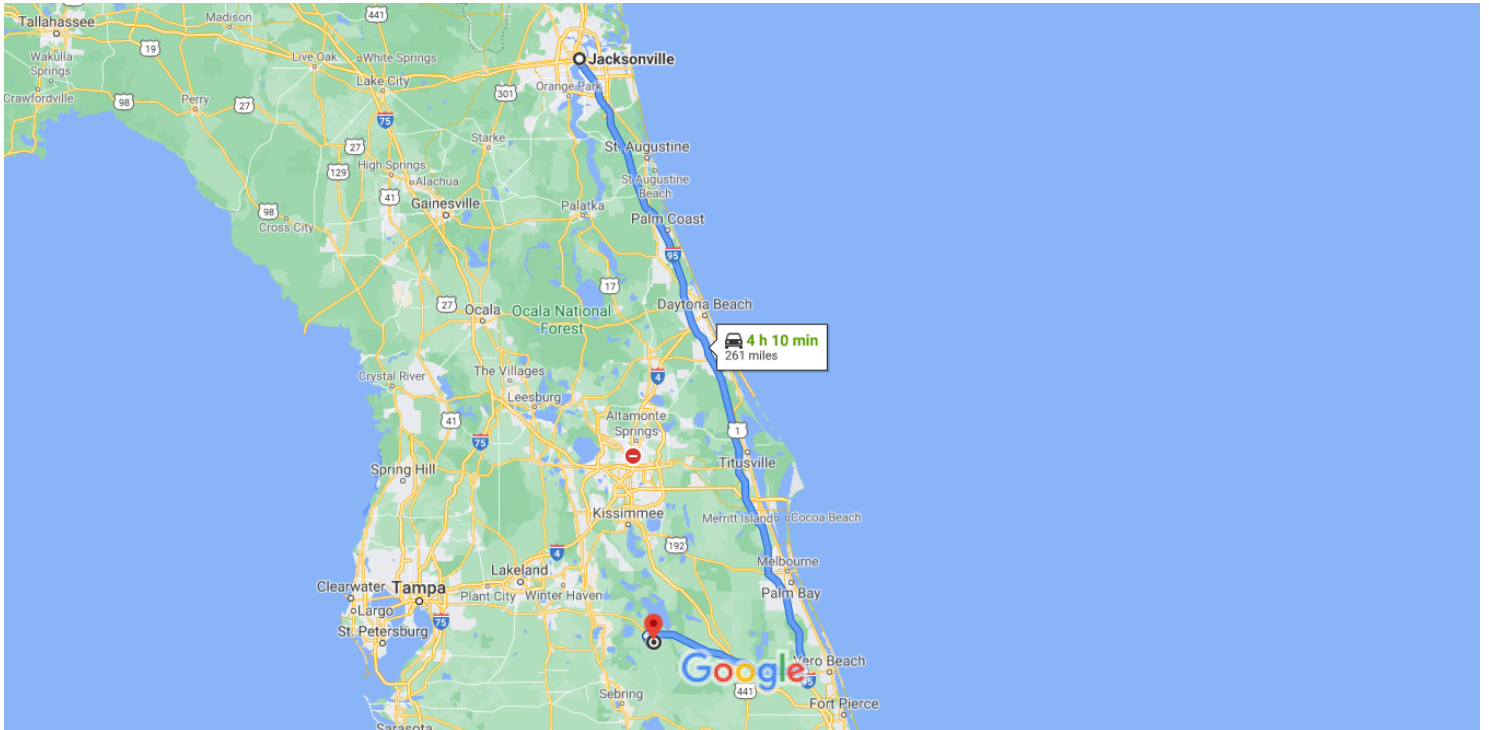 Tallahassee
Madison
441
19
Wakulla
Springs
Live Oak
White Springs
Jacksonville
Lake City
Orange Park
Crawfordville
98
Perry
27
301
75
Starke
27
St. Augustine
129
High Springs
Alachua
St Augustine
Beach
41
Gainesville
Palatka
98
Cross City
Palm Coast
95
17
27
Ocala
Ocala National
Forest
Daytona Beach
4 h 10 min
261 miles
Crystal River
The Villages
4
Leesburg
41
Altamonte
Springs
75
1
Spring Hill
Titusville
Kissimmee
Merritt Island
Cocoa Beach
192
4
Lakeland
Melbourne
Clearwater
Tampa
Plant City
Winter Haven
Palm Bay
Largo
75
St. Petersburg
Google
Vero Beach
95
441
Sebring
Fort Pierce
Sarasota